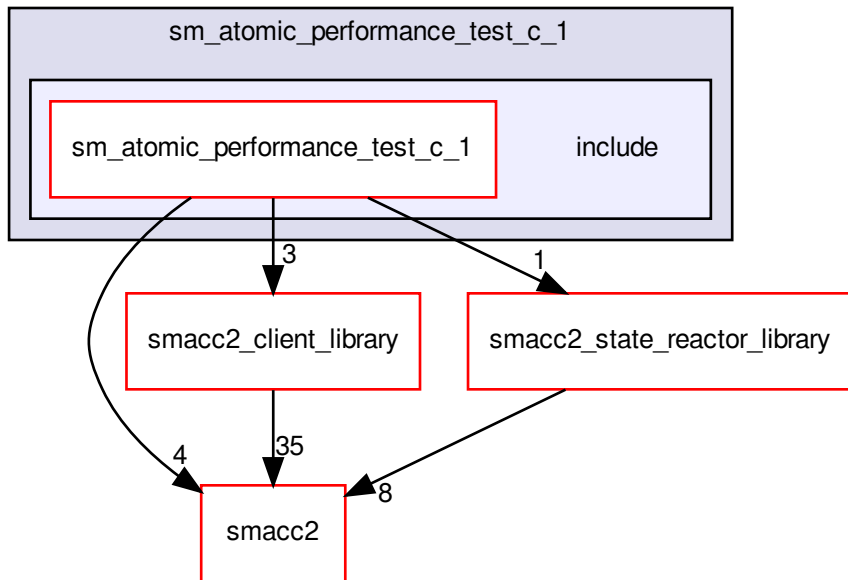 sm_atomic_performance_test_c_1
sm_atomic_performance_test_c_1
include
3
1
smacc2_client_library
smacc2_state_reactor_library
4
35
8
smacc2